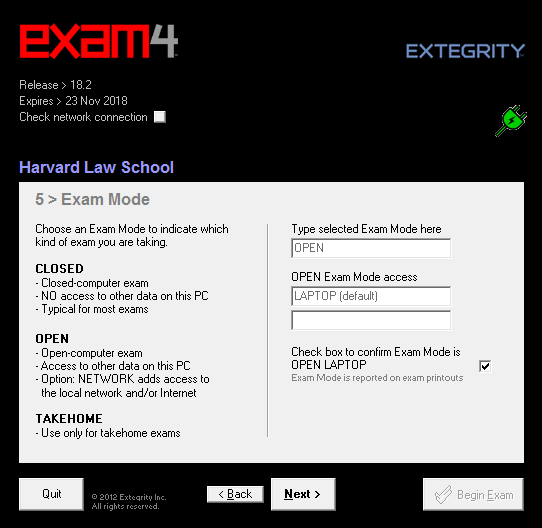 exam4
EXTEGRITY
Release > 18.2
Expires > 23 Nov 2018
Check network connection
Harvard Law School
5 > Exam Mode
Choose an Exam Mode to indicate which
kind of exam you are taking.
CLOSED
- Closed-computer exam
- NO access to other data on this PC
- Typical for most exams
OPEN
- Open-computer exam
- Access to other data on this PC
- Option: NETWORK adds access to
the local network and/or Internet
TAKEHOME
- Use only for takehome exams
Type selected Exam Mode here
OPEN
OPEN Exam Mode access
LAPTOP (default)
Check box to confirm Exam Mode is
OPEN LAPTOP
Exam Mode is reported on exam printouts
Quit
© 2012 Extegrity Inc.
All rights reserved.
< Back
Next >
Begin Exam